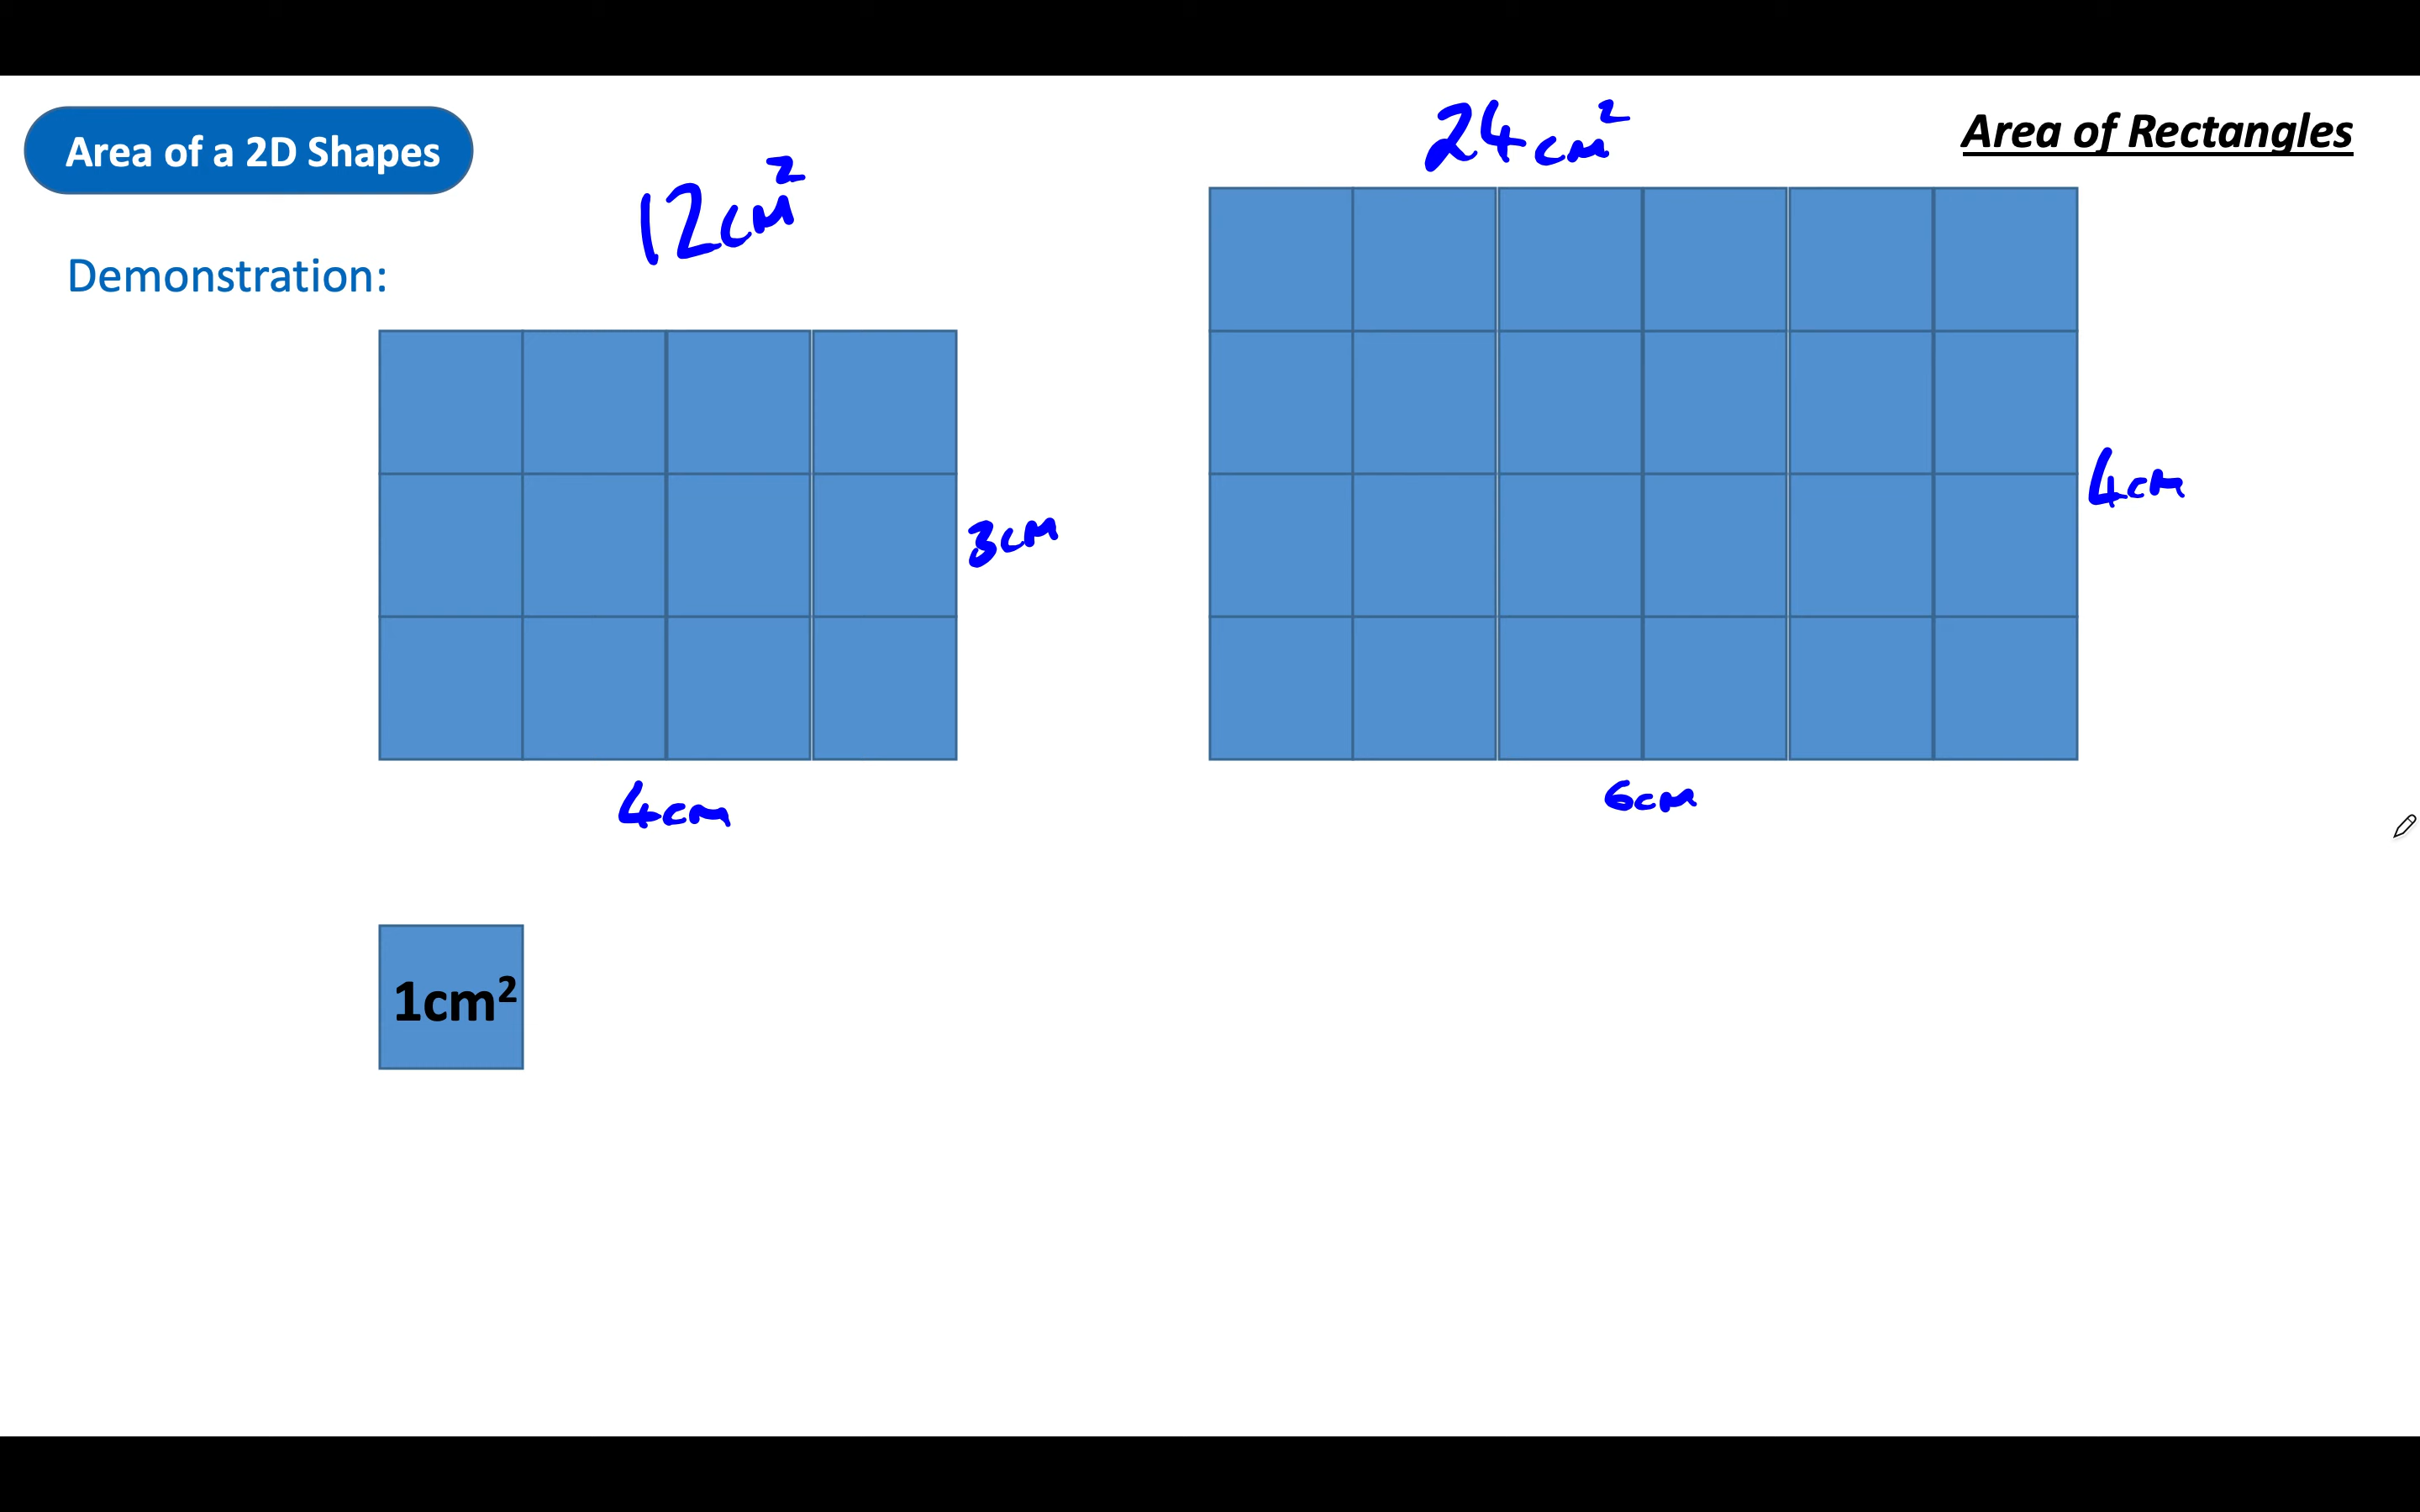 Area of a 2D Shapes
Area of Rectangles
Demonstration:
12cm²
24cm²
3cm
4cm
4cm
6cm
1cm²